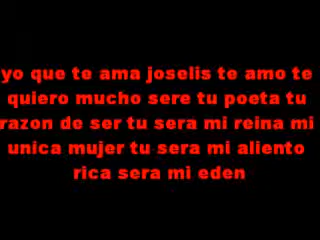 yo que te ama joselis te amo te
quiero mucho sere tu poeta tu
razon de ser tu sera mi reina mi
unica mujer tu sera mi aliento
rica sera mi eden